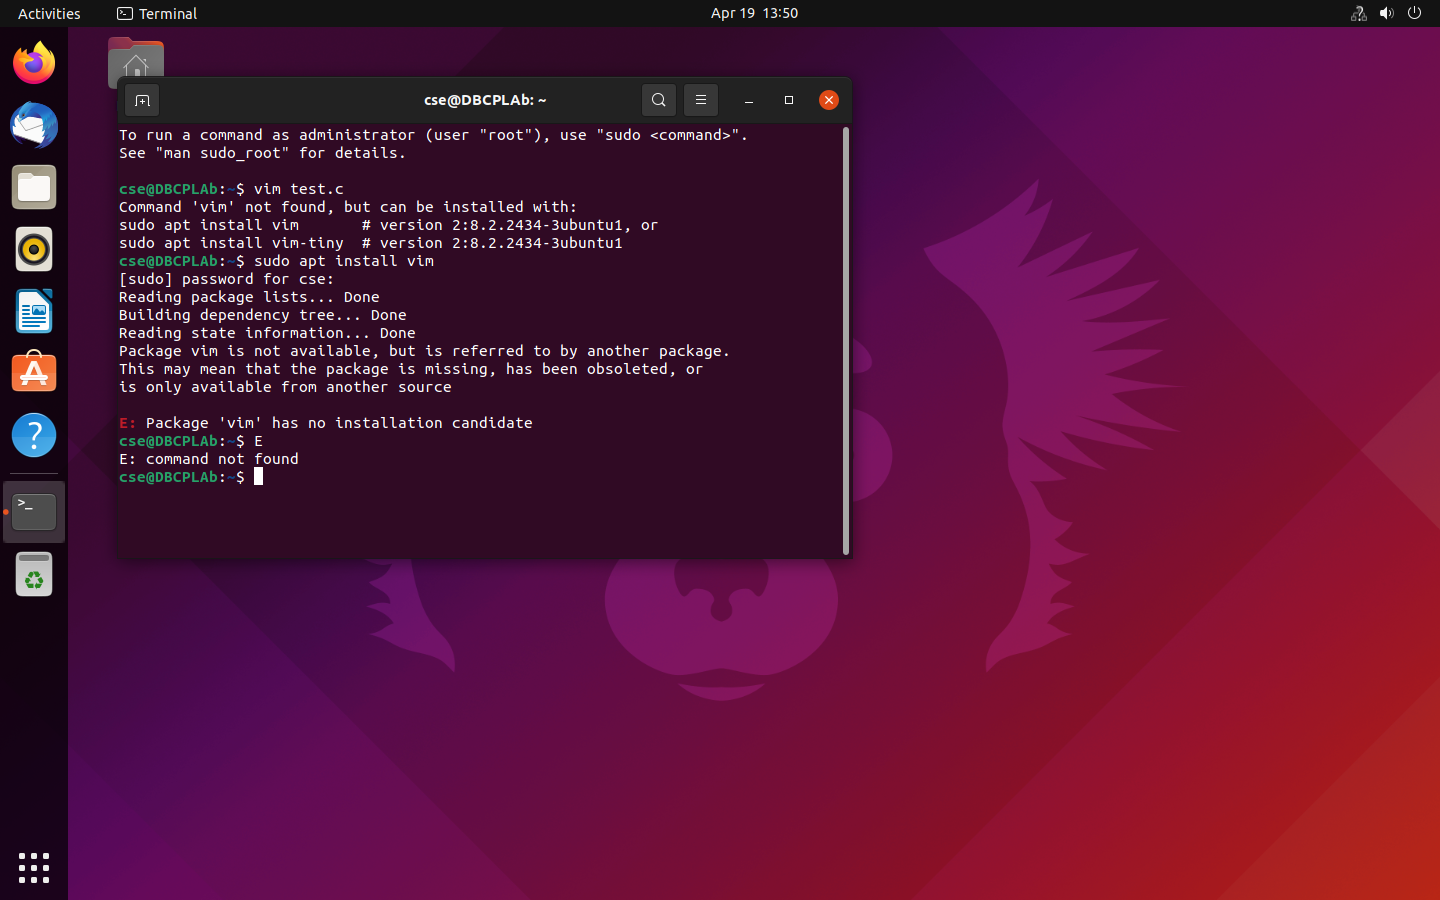 Activities
Terminal
Apr 19 13:50
cse@DBCPLAb: ~
To run a command as administrator (user "root"), use "sudo <command>".
See "man sudo_root" for details.
cse@DBCPLAb:~$ vim test.c
Command 'vim' not found, but can be installed with:
sudo apt install vim       # version 2:8.2.2434-3ubuntu1, or
sudo apt install vim-tiny  # version 2:8.2.2434-3ubuntu1
cse@DBCPLAb:~$ sudo apt install vim
[sudo] password for cse:
Reading package lists... Done
Building dependency tree... Done
Reading state information... Done
Package vim is not available, but is referred to by another package.
This may mean that the package is missing, has been obsoleted, or
is only available from another source
E: Package 'vim' has no installation candidate
cse@DBCPLAb:~$ E
E: command not found
cse@DBCPLAb:~$